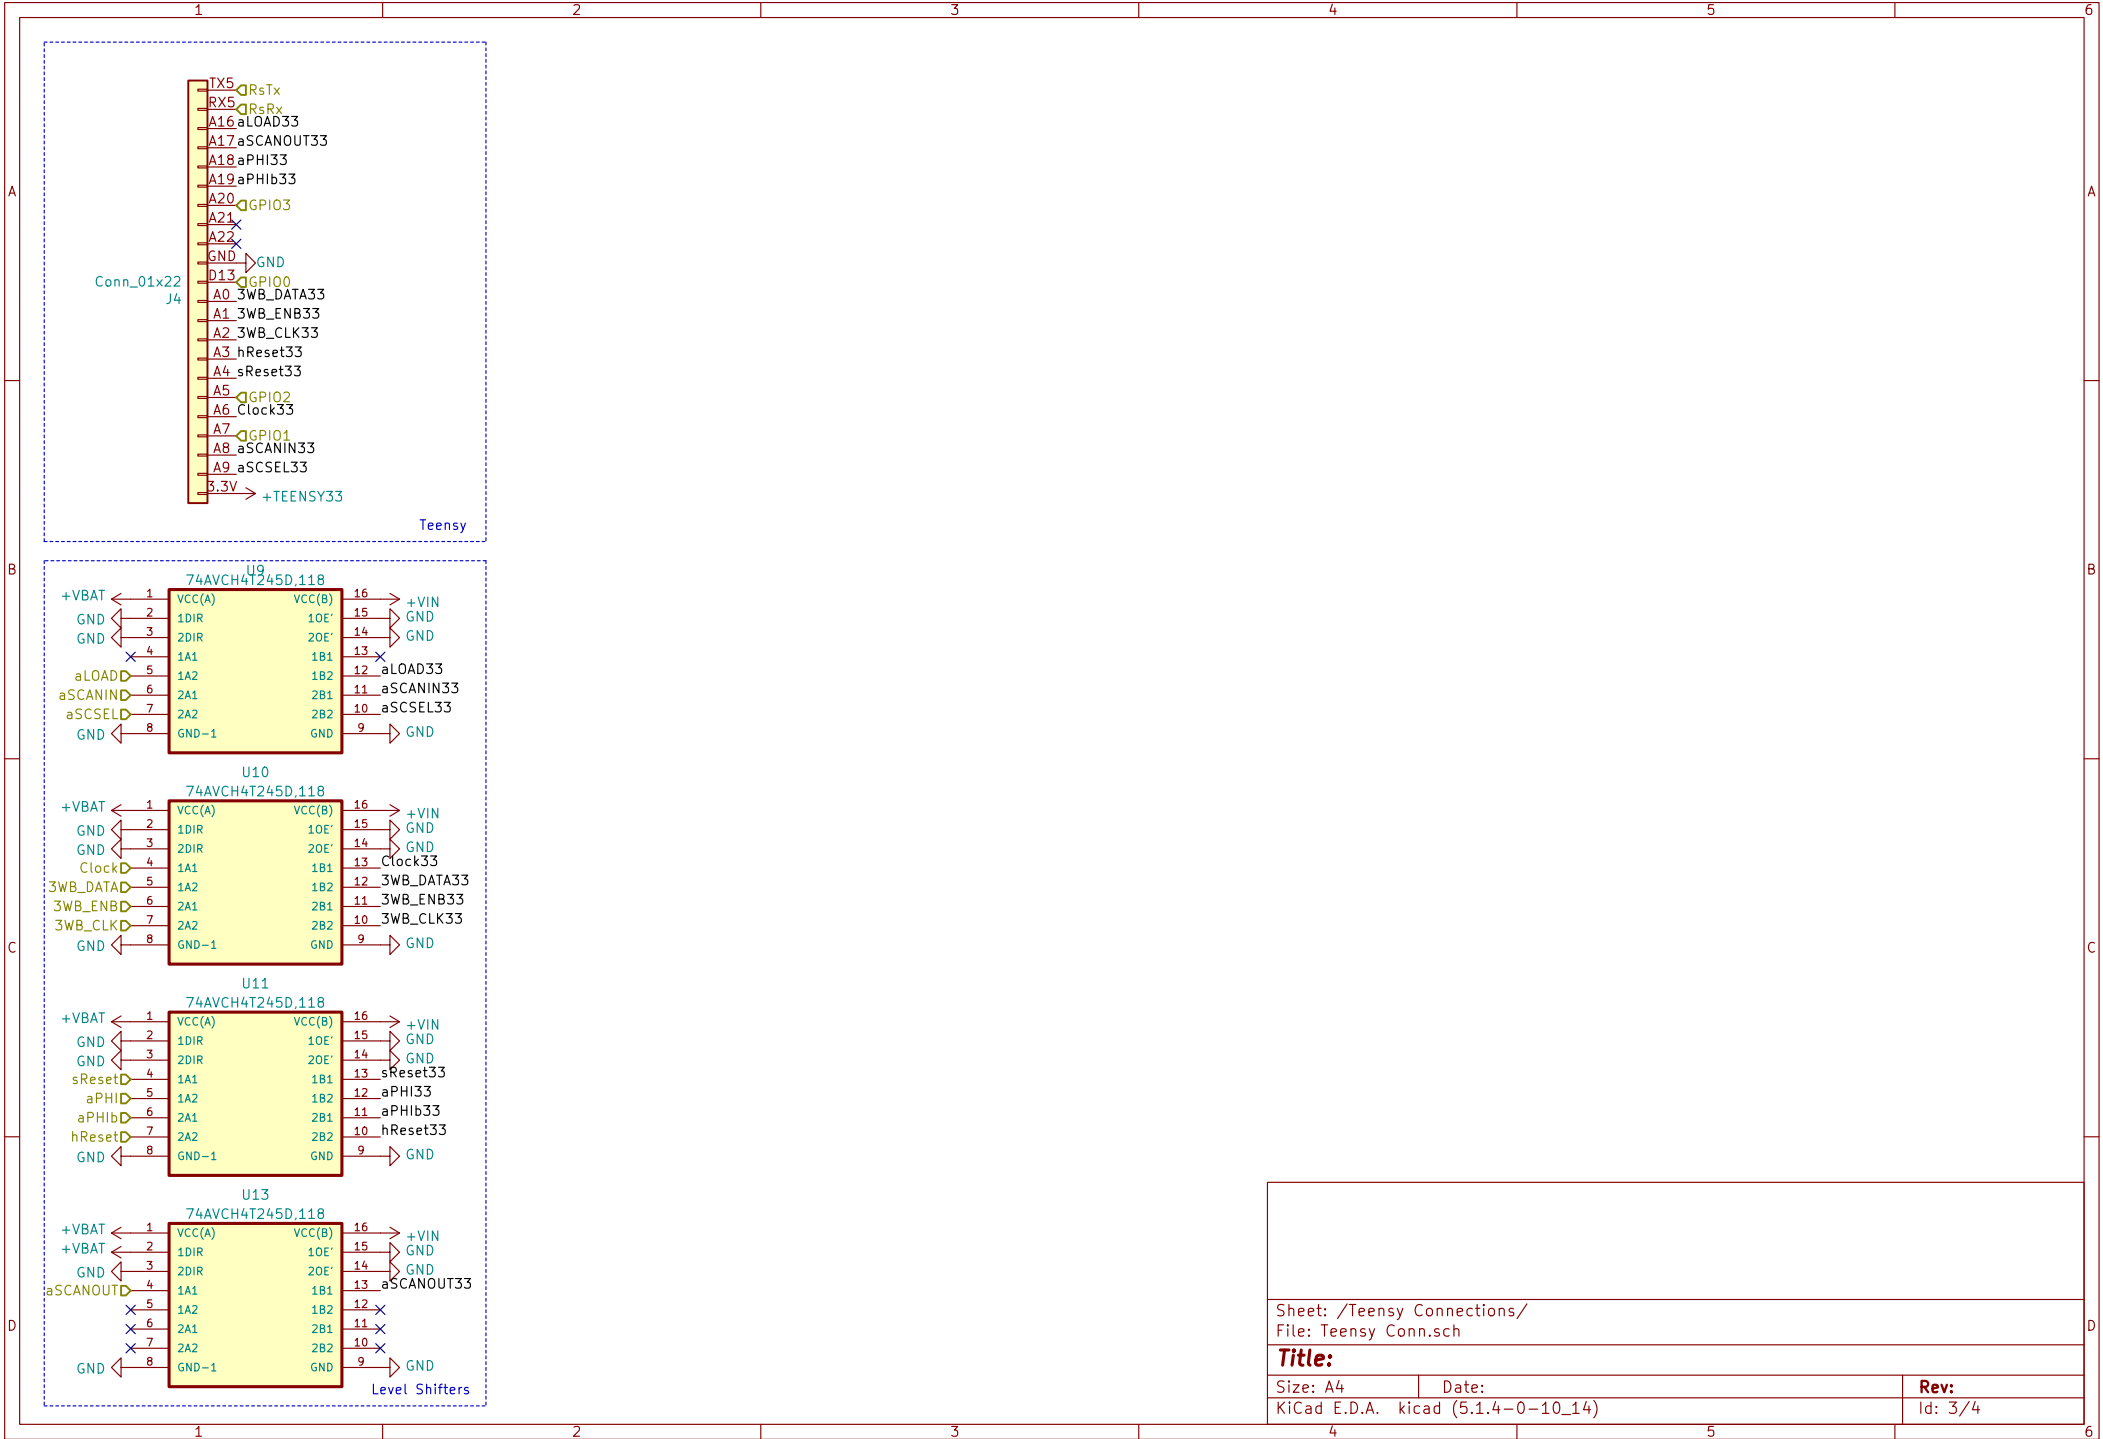 1 2 3 4 5 6
A A
B B
C C
D D
TX5 RsTx
RX5 RsRx
A16 aLOAD33
A17 aSCANOUT33
A18 aPHI33
A19 aPHIb33
A20 GPIO3
A21
A22
GND GND
Conn_01x22
J4
D13 GPIO0
A0 3WB_DATA33
A1 3WB_ENB33
A2 3WB_CLK33
A3 hReset33
A4 sReset33
A5 GPIO2
A6 Clock33
A7 GPIO1
A8 aSCANIN33
A9 aSCSEL33
3.3V +TEENSY33
Teensy
U9
74AVCH4T245D,118
+VBAT 1 VCC(A) VCC(B) 16 +VIN
GND 2 1DIR 1OE' 15 GND
GND 3 2DIR 2OE' 14 GND
4 1A1 1B1 13
aLOAD 5 1A2 1B2 12 aLOAD33
aSCANIN 6 2A1 2B1 11 aSCANIN33
aSCSEL 7 2A2 2B2 10 aSCSEL33
GND 8 GND-1 GND 9 GND
U10
74AVCH4T245D,118
+VBAT 1 VCC(A) VCC(B) 16 +VIN
GND 2 1DIR 1OE' 15 GND
GND 3 2DIR 2OE' 14 GND
Clock 4 1A1 1B1 13 Clock33
3WB_DATA 5 1A2 1B2 12 3WB_DATA33
3WB_ENB 6 2A1 2B1 11 3WB_ENB33
3WB_CLK 7 2A2 2B2 10 3WB_CLK33
GND 8 GND-1 GND 9 GND
U11
74AVCH4T245D,118
+VBAT 1 VCC(A) VCC(B) 16 +VIN
GND 2 1DIR 1OE' 15 GND
GND 3 2DIR 2OE' 14 GND
sReset 4 1A1 1B1 13 sReset33
aPHI 5 1A2 1B2 12 aPHI33
aPHIb 6 2A1 2B1 11 aPHIb33
hReset 7 2A2 2B2 10 hReset33
GND 8 GND-1 GND 9 GND
U13
74AVCH4T245D,118
+VBAT 1 VCC(A) VCC(B) 16 +VIN
+VBAT 2 1DIR 1OE' 15 GND
GND 3 2DIR 2OE' 14 GND
aSCANOUT 4 1A1 1B1 13 aSCANOUT33
5 1A2 1B2 12
6 2A1 2B1 11
7 2A2 2B2 10
GND 8 GND-1 GND 9 GND
Level Shifters
Sheet: /Teensy Connections/
File: Teensy Conn.sch
Title:
Size: A4 Date: Rev:
KiCad E.D.A. kicad (5.1.4-0-10_14) Id: 3/4
1 2 3 4 5 6